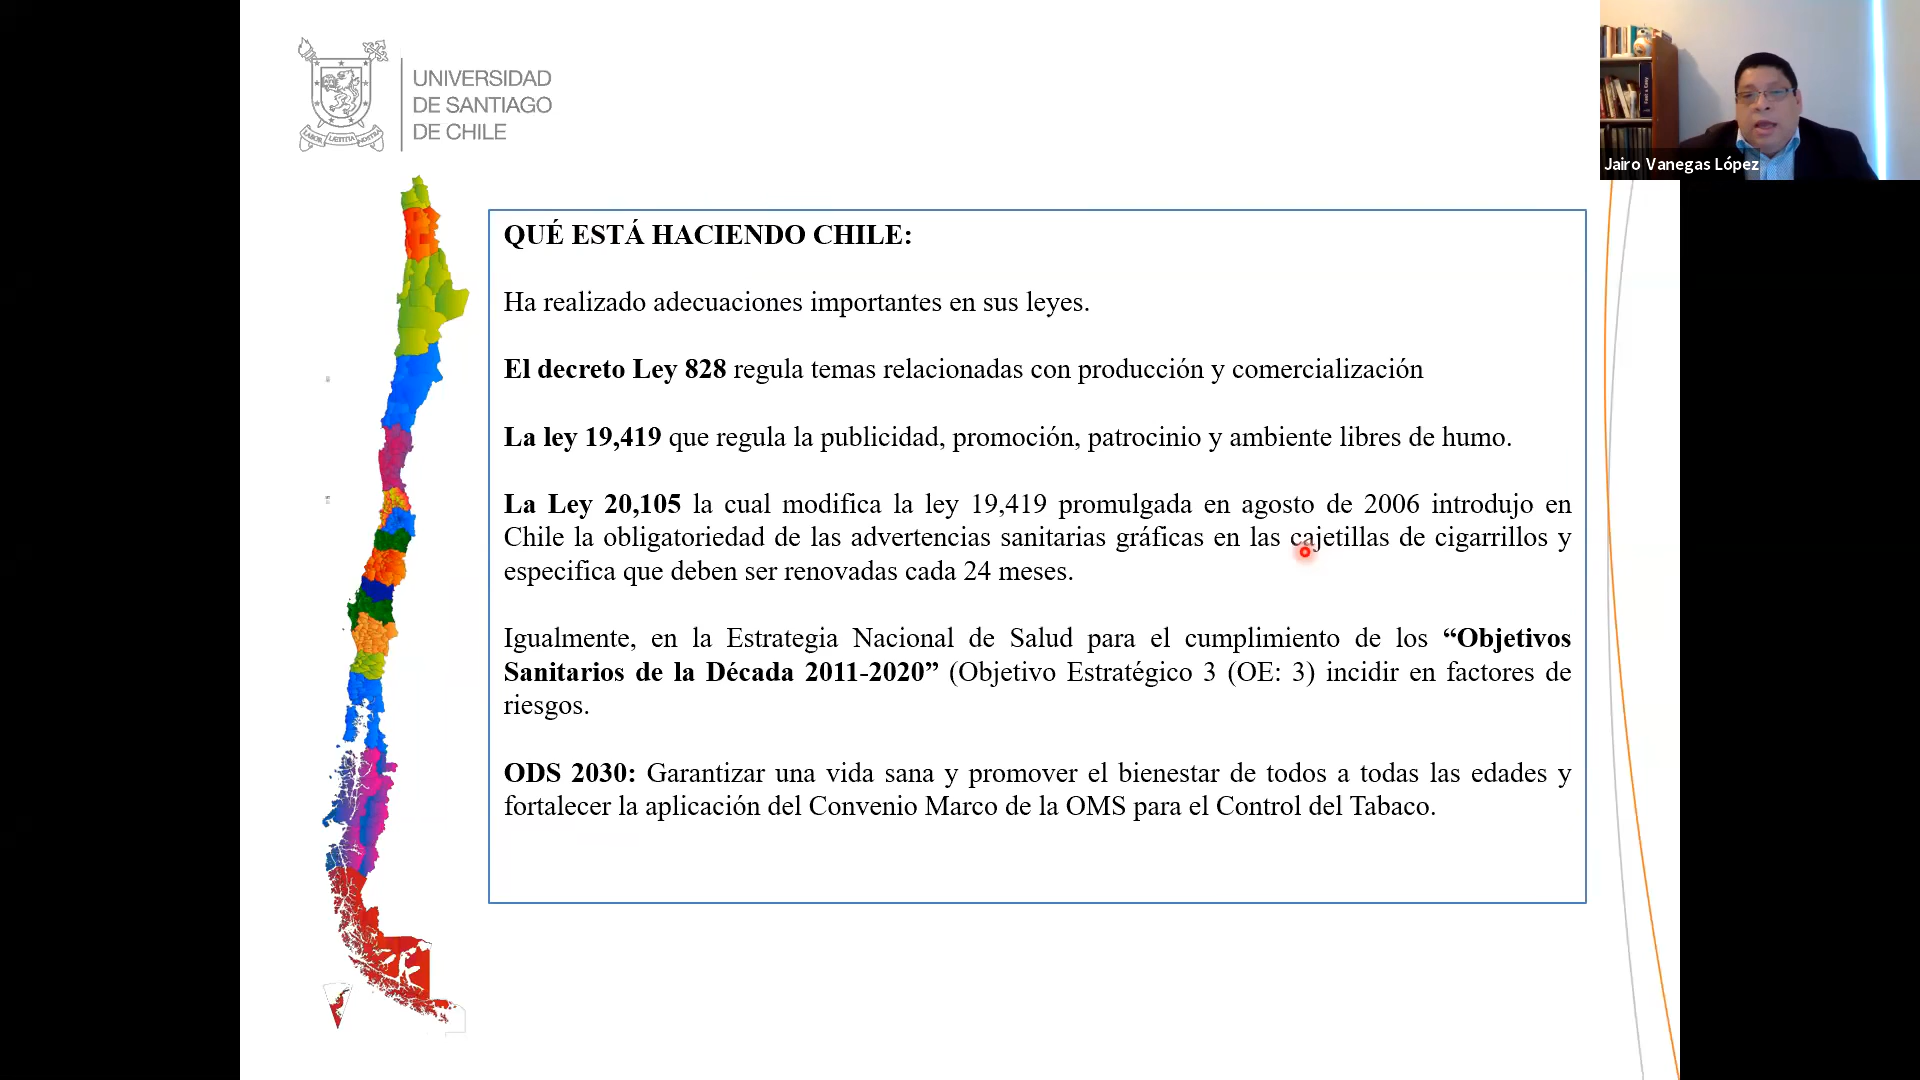 UNIVERSIDAD
DE SANTIAGO
DE CHILE
LABOR LÆTITIA NOSTRA
Jairo Vanegas López
QUÉ ESTÁ HACIENDO CHILE:
Ha realizado adecuaciones importantes en sus leyes.
El decreto Ley 828 regula temas relacionadas con producción y comercialización
La ley 19,419 que regula la publicidad, promoción, patrocinio y ambiente libres de humo.
La Ley 20,105 la cual modifica la ley 19,419 promulgada en agosto de 2006 introdujo en
Chile la obligatoriedad de las advertencias sanitarias gráficas en las cajetillas de cigarrillos y
especifica que deben ser renovadas cada 24 meses.
Igualmente, en la Estrategia Nacional de Salud para el cumplimiento de los “Objetivos
Sanitarios de la Década 2011-2020” (Objetivo Estratégico 3 (OE: 3) incidir en factores de
riesgos.
ODS 2030: Garantizar una vida sana y promover el bienestar de todos a todas las edades y
fortalecer la aplicación del Convenio Marco de la OMS para el Control del Tabaco.